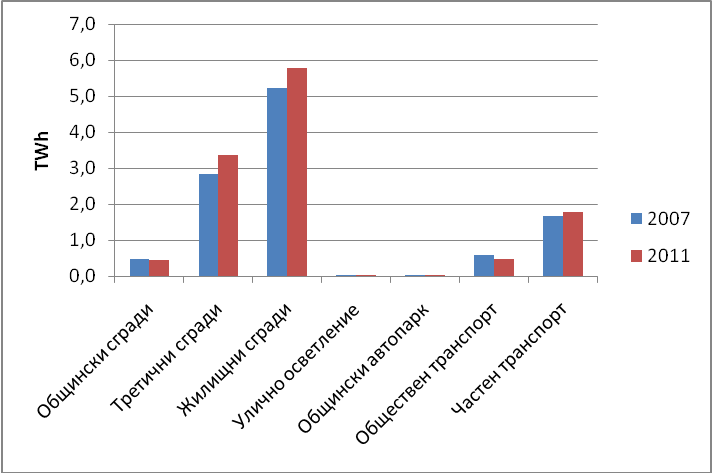 7,0
6,0
5,0
4,0
3,0
2,0
1,0
0,0
TWh
Общински сгради
Третични сгради
Жилищни сгради
Улично осветление
Общински автопарк
Обществен транспорт
Частен транспорт
2007
2011